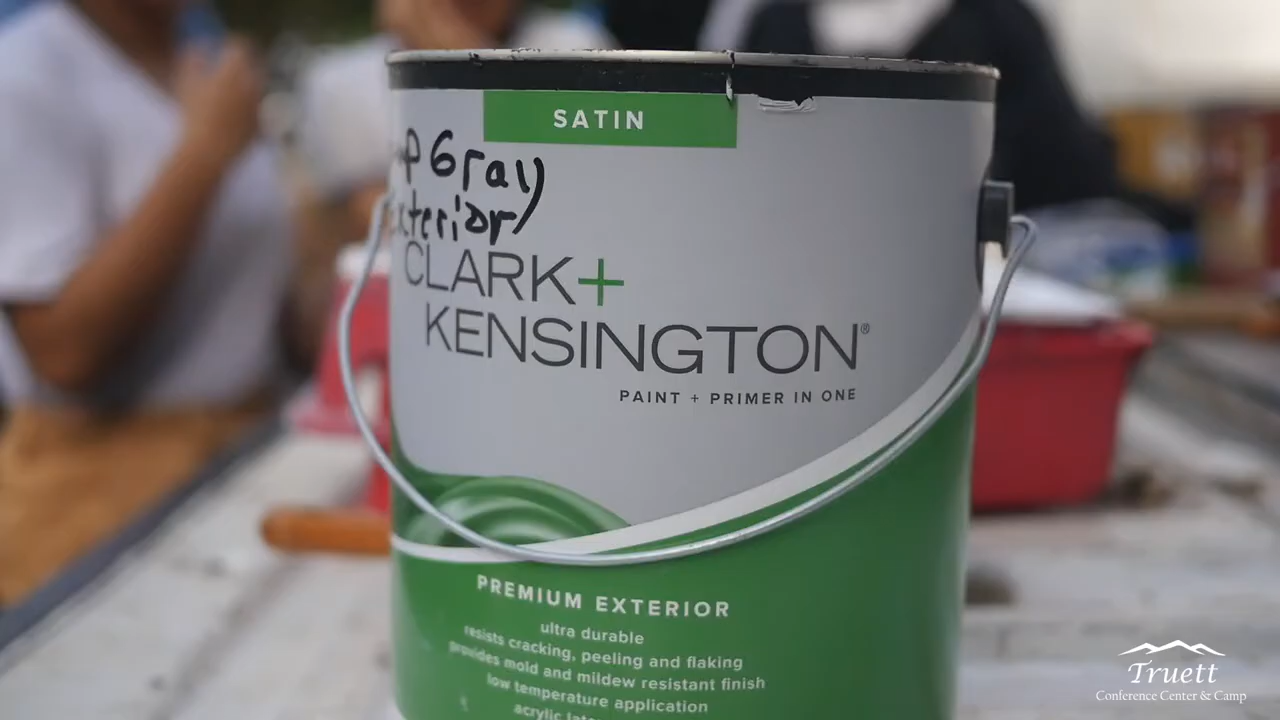 SATIN
Gray
exterior
CLARK+
KENSINGTON®
PAINT + PRIMER IN ONE
PREMIUM EXTERIOR
ultra durable
resists cracking, peeling and flaking
provides mold and mildew resistant finish
low temperature application
acrylic
Truett
Conference Center & Camp